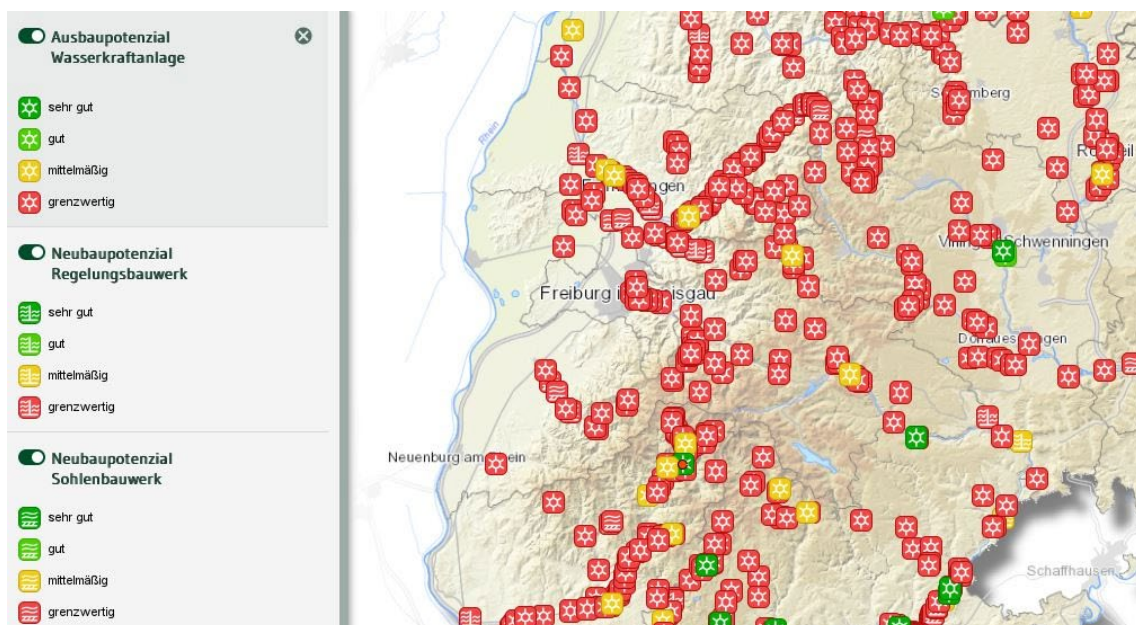 Ausbaupotenzial
Wasserkraftanlage
sehr gut
gut
mittelmäßig
grenzwertig
Neubaupotenzial
Regelungsbauwerk
sehr gut
gut
mittelmäßig
grenzwertig
Neubaupotenzial
Sohlenbauwerk
sehr gut
gut
mittelmäßig
grenzwertig
Rhein
Freiburg i
isgau
Schwenningen
Neuenburg am
Schaffhausen